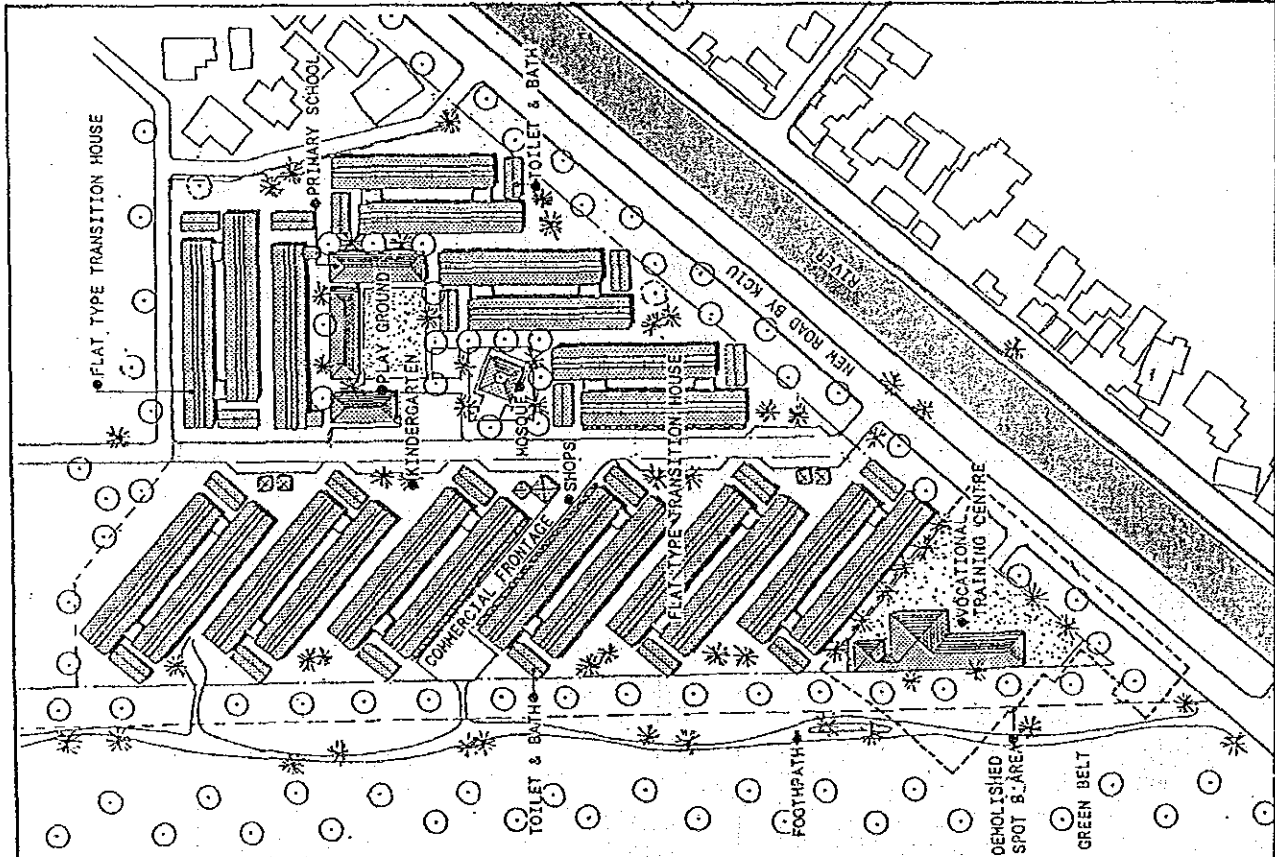 FLAT TYPE TRANSITION HOUSE
PRINARY SCHOOL
TOILET & BATH
PLAY GROUND
KINDERGARTEN
MOSQUE
SHOPS
FLAT TYPE TRANSITION HOUSE
COMMERCIAL FRONTAGE
NEW ROAD BY KCIU
RIVER
VOCATIONAL
TRAINING CENTRE
TOILET & BATH
FOOTHPATH
DEMOLISHED
SPOT B AREA
GREEN BELT